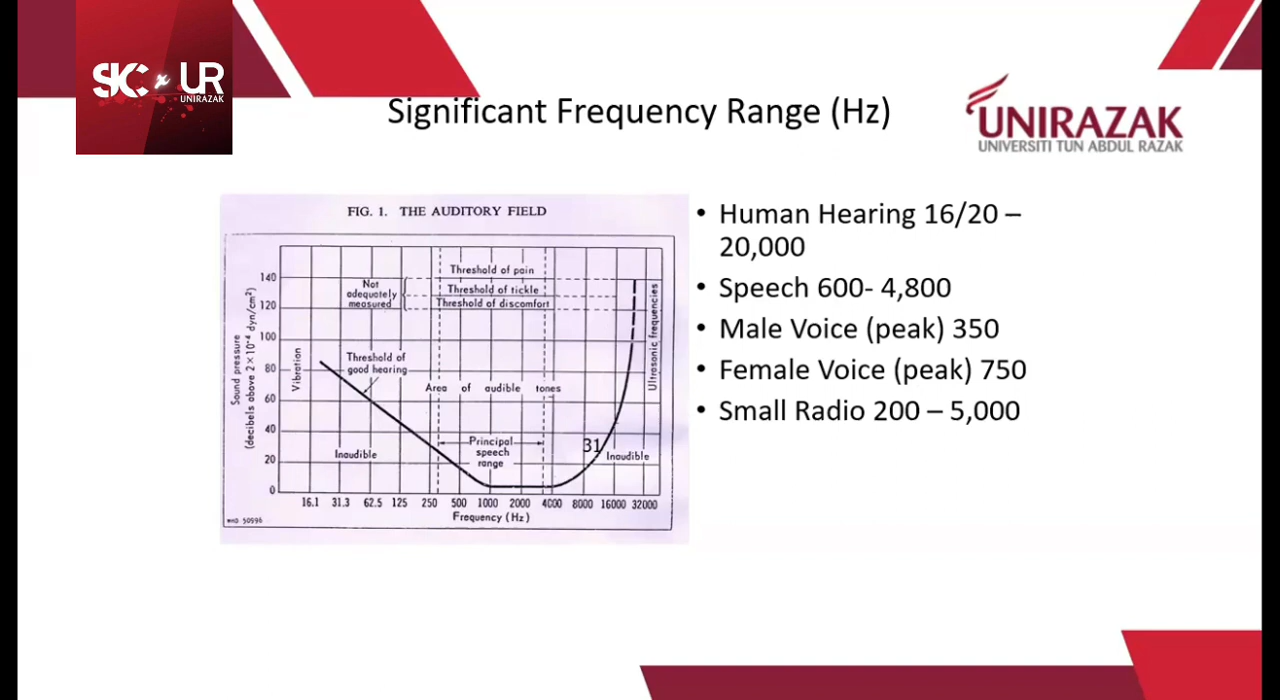 SIC x UR
UNIRAZAK
Significant Frequency Range (Hz)
UNIRAZAK
UNIVERSITI TUN ABDUL RAZAK
FIG. 1. THE AUDITORY FIELD
Sound pressure
(decibels above 2×10⁻⁴ dyn/cm²)
140
120
100
80
60
40
20
0
Threshold of pain
Not
adequately
measured
Threshold of tickle
Threshold of discomfort
Vibration
Threshold of
good hearing
Area of audible tones
Ultrasonic frequencies
Inaudible
Principal
speech
range
31
Inaudible
16.1 31.3 62.5 125 250 500 1000 2000 4000 8000 16000 32000
Frequency (Hz)
WHO 50596
• Human Hearing 16/20 –
20,000
• Speech 600- 4,800
• Male Voice (peak) 350
• Female Voice (peak) 750
• Small Radio 200 – 5,000